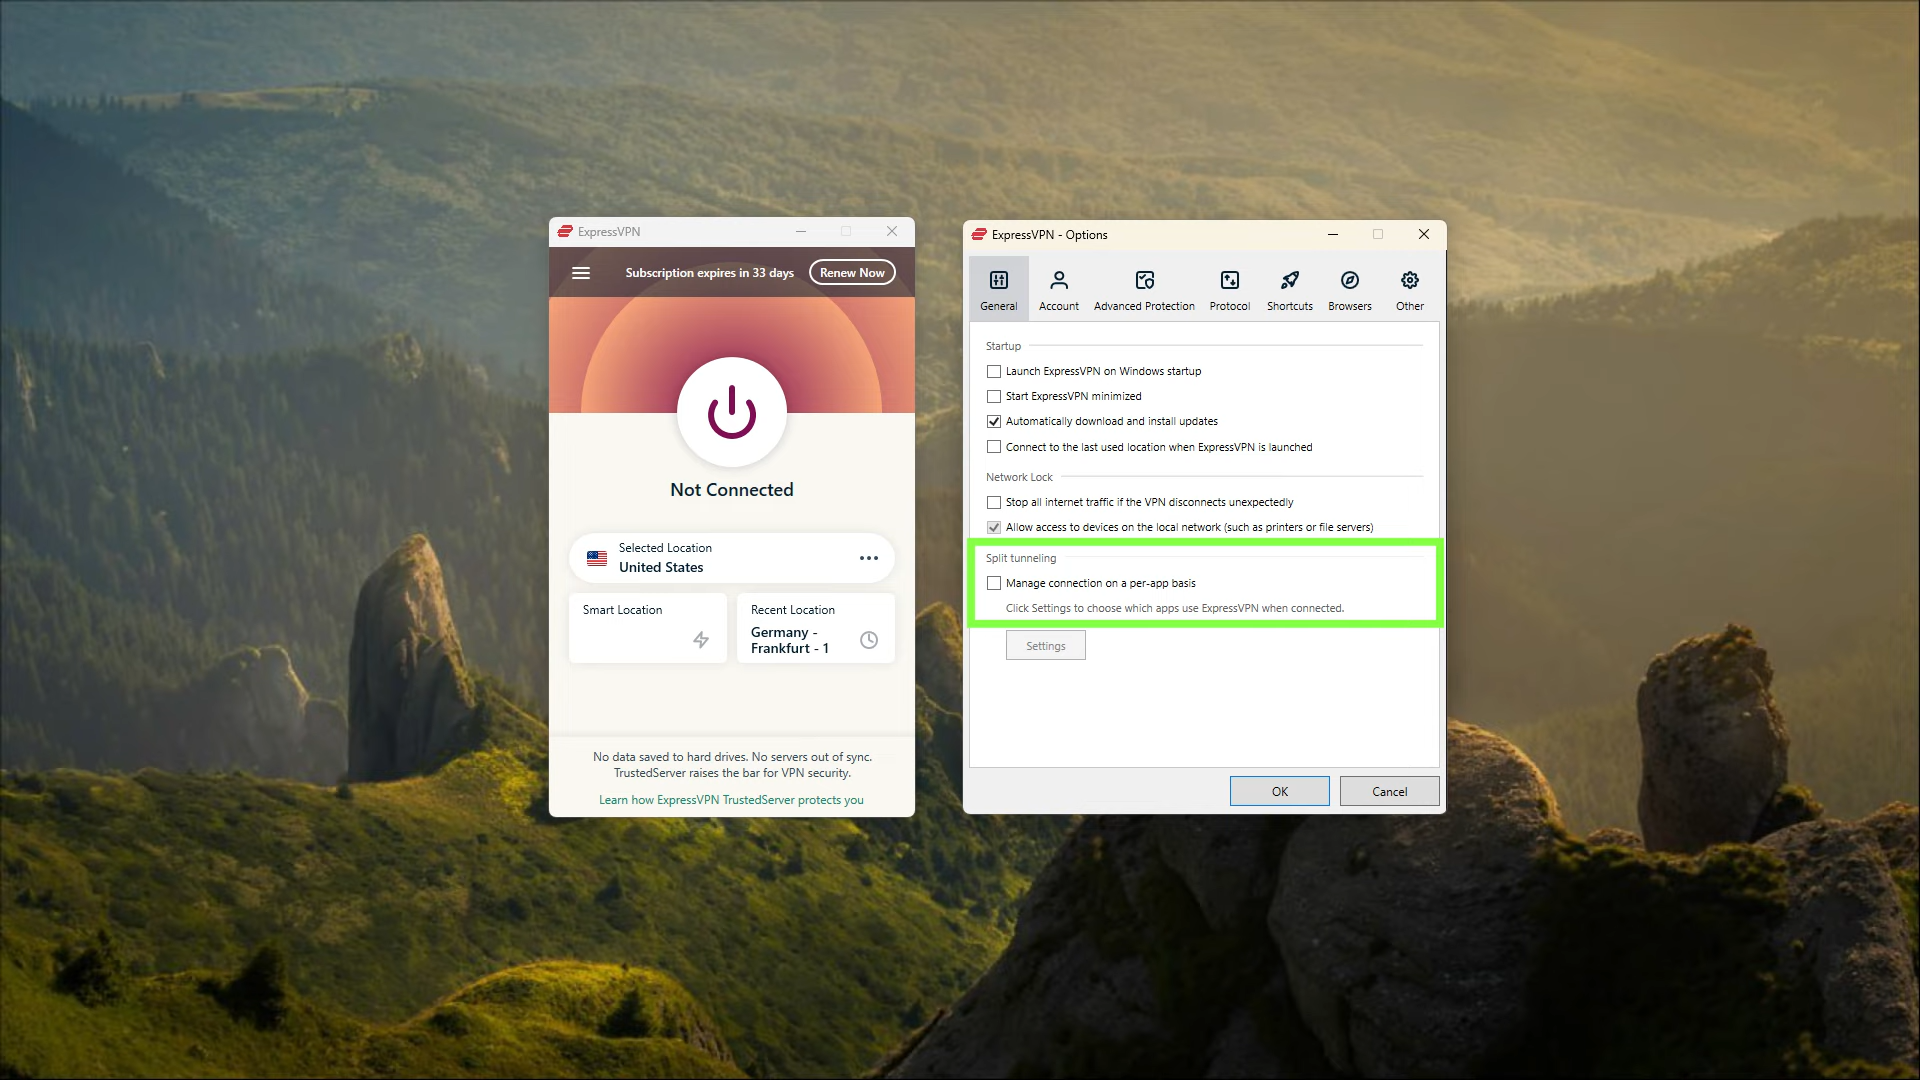 ExpressVPN
Subscription expires in 33 days
Renew Now
Not Connected
Selected Location
United States
Smart Location
Recent Location
Germany -
Frankfurt - 1
No data saved to hard drives. No servers out of sync.
TrustedServer raises the bar for VPN security.
Learn how ExpressVPN TrustedServer protects you
ExpressVPN - Options
General
Account
Advanced Protection
Protocol
Shortcuts
Browsers
Other
Startup
Launch ExpressVPN on Windows startup
Start ExpressVPN minimized
Automatically download and install updates
Connect to the last used location when ExpressVPN is launched
Network Lock
Stop all internet traffic if the VPN disconnects unexpectedly
Allow access to devices on the local network (such as printers or file servers)
Split tunneling
Manage connection on a per-app basis
Click Settings to choose which apps use ExpressVPN when connected.
Settings
OK
Cancel